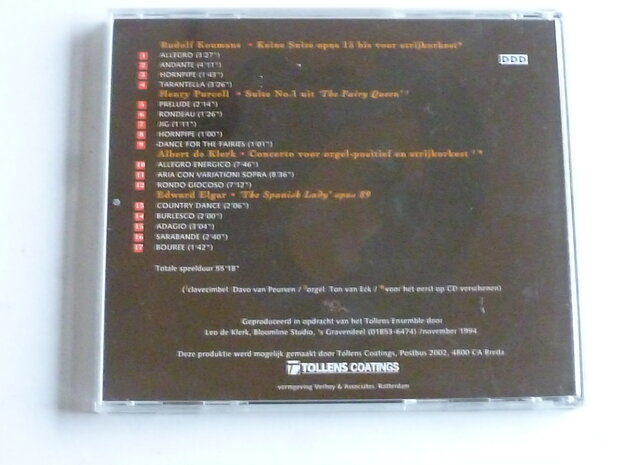 Rudolf Koumans • Keine Suite opus 15 bis voor strijkorkest*
DDD
1 ALLEGRO (3'27")
2 ANDANTE (4'11")
3 HORNPIPE (1'43")
4 TARANTELLA (3'26")
Henry Purcell • Suite No.1 uit 'The Fairy Queen' ¹
5 PRELUDE (2'14")
6 RONDEAU (1'26")
7 JIG (1'11")
8 HORNPIPE (1'00")
9 DANCE FOR THE FAIRIES (1'01")
Albert de Klerk • Concerto voor orgel-positief en strijkorkest ² *
10 ALLEGRO ENERGICO (7'46")
11 ARIA CON VARIATIONI SOPRA (8'36")
12 RONDO GIOCOSO (7'12")
Edward Elgar • 'The Spanish Lady' opus 89
13 COUNTRY DANCE (2'06")
14 BURLESCO (2'00")
15 ADAGIO (3'04")
16 SARABANDE (2'40")
17 BOUREE (1'42")
Totale speelduur 55'18"
(¹clavecimbel: Davo van Peursen / ²orgel: Ton van Eck / *voor het eerst op CD verschenen)
Geproduceerd in opdracht van het Tollens Ensemble door
Leo de Klerk, Bloomline Studio, 's Gravendeel (01853-6474) /november 1994
Deze produktie werd mogelijk gemaakt door Tollens Coatings, Postbus 2002, 4800 CA Breda.
TOLLENS COATINGS
vormgeving Verhey & Associates, Rotterdam